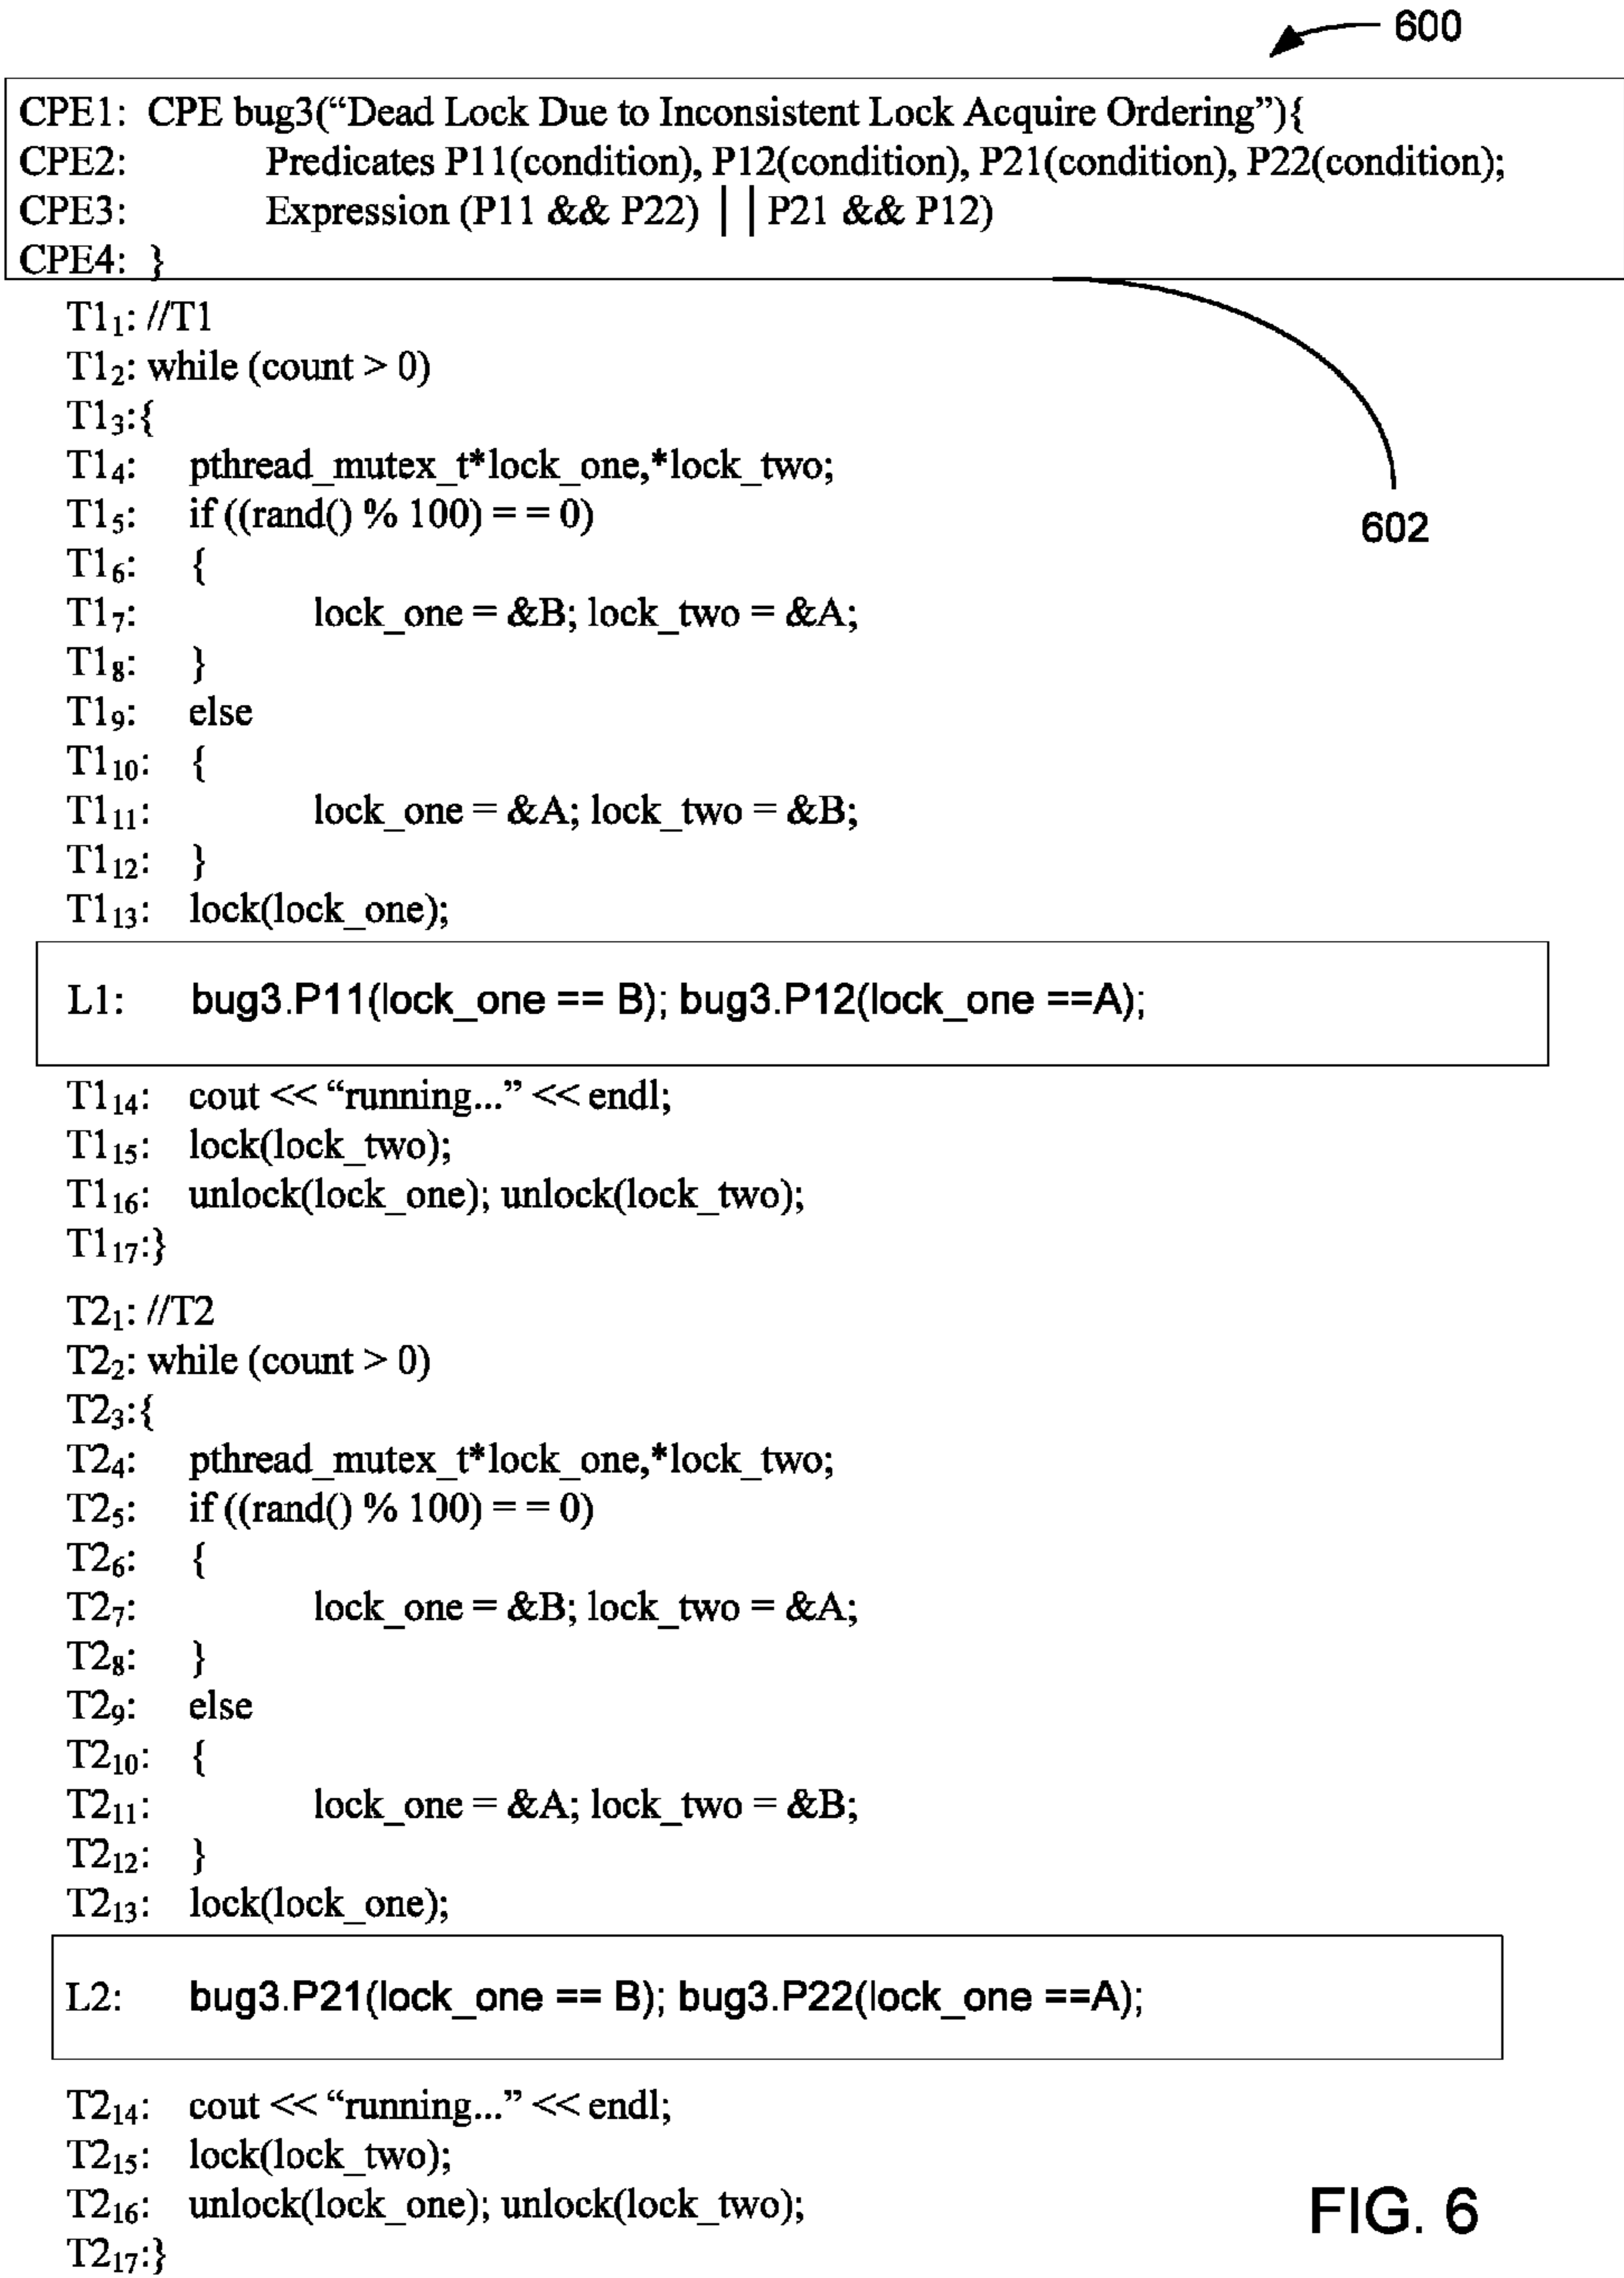 600
CPE1: CPE bug3(“Dead Lock Due to Inconsistent Lock Acquire Ordering”){
CPE2: Predicates P11(condition), P12(condition), P21(condition), P22(condition);
CPE3: Expression (P11 && P22) || P21 && P12)
CPE4: }
T1₁: //T1
T1₂: while (count > 0)
T1₃:{
T1₄: pthread_mutex_t*lock_one,*lock_two;
T1₅: if ((rand() % 100) = = 0)
602
T1₆: {
T1₇: lock_one = &B; lock_two = &A;
T1₈: }
T1₉: else
T1₁₀: {
T1₁₁: lock_one = &A; lock_two = &B;
T1₁₂: }
T1₁₃: lock(lock_one);
L1: bug3.P11(lock_one == B); bug3.P12(lock_one ==A);
T1₁₄: cout << “running...” << endl;
T1₁₅: lock(lock_two);
T1₁₆: unlock(lock_one); unlock(lock_two);
T1₁₇:}
T2₁: //T2
T2₂: while (count > 0)
T2₃:{
T2₄: pthread_mutex_t*lock_one,*lock_two;
T2₅: if ((rand() % 100) = = 0)
T2₆: {
T2₇: lock_one = &B; lock_two = &A;
T2₈: }
T2₉: else
T2₁₀: {
T2₁₁: lock_one = &A; lock_two = &B;
T2₁₂: }
T2₁₃: lock(lock_one);
L2: bug3.P21(lock_one == B); bug3.P22(lock_one ==A);
T2₁₄: cout << “running...” << endl;
T2₁₅: lock(lock_two);
T2₁₆: unlock(lock_one); unlock(lock_two);
T2₁₇:}
FIG. 6